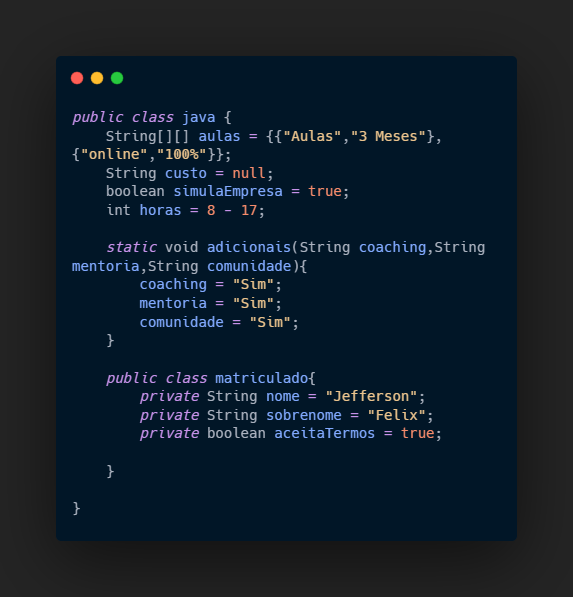 public class java {
    String[][] aulas = {{"Aulas","3 Meses"},
{"online","100%"}};
    String custo = null;
    boolean simulaEmpresa = true;
    int horas = 8 - 17;

    static void adicionais(String coaching,String
mentoria,String comunidade){
        coaching = "Sim";
        mentoria = "Sim";
        comunidade = "Sim";
    }

    public class matriculado{
        private String nome = "Jefferson";
        private String sobrenome = "Felix";
        private boolean aceitaTermos = true;

    }

}